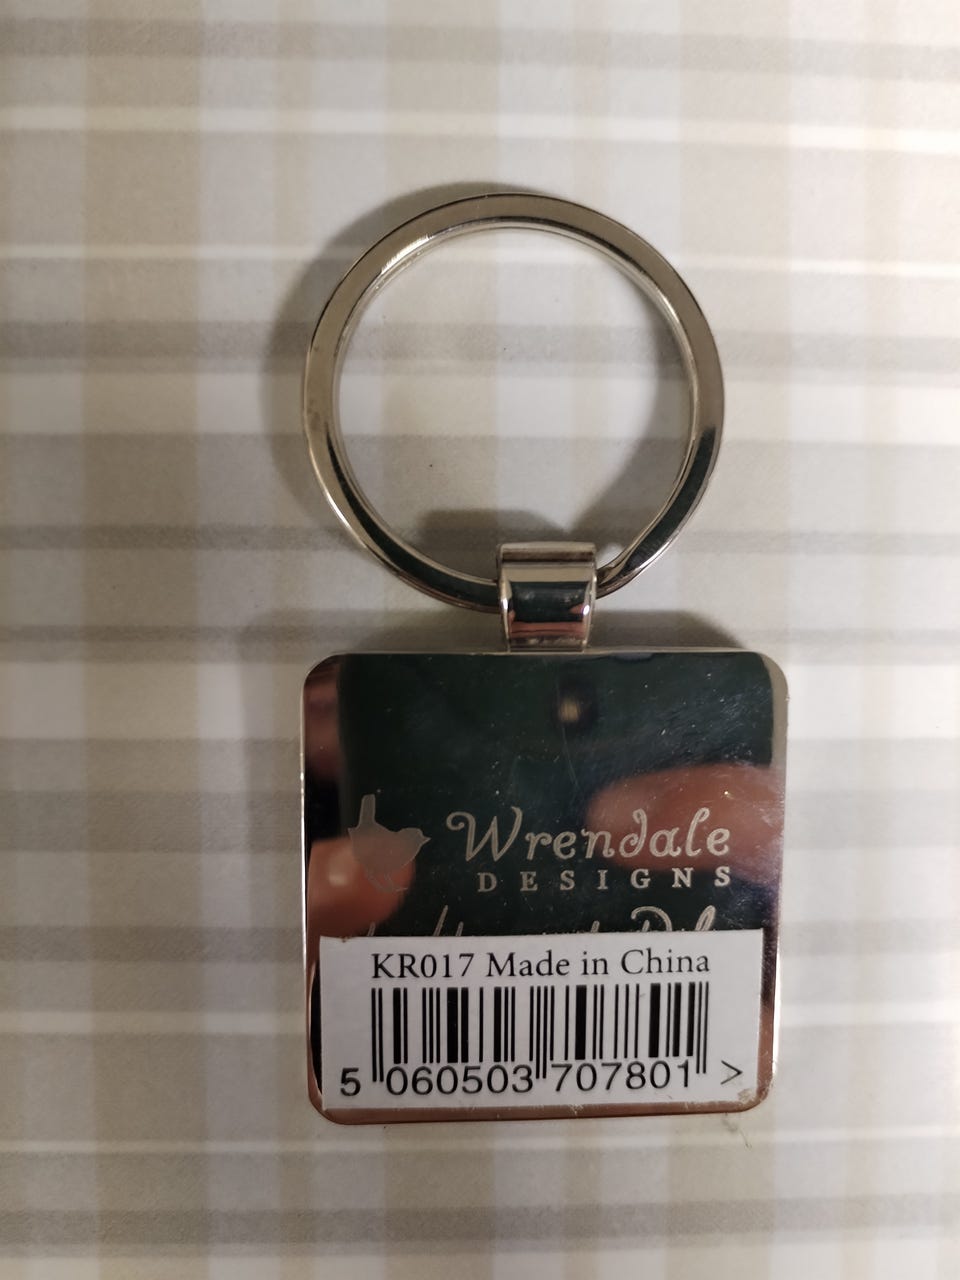 Wrendale
DESIGNS
KR017 Made in China
5 060503 707801 >